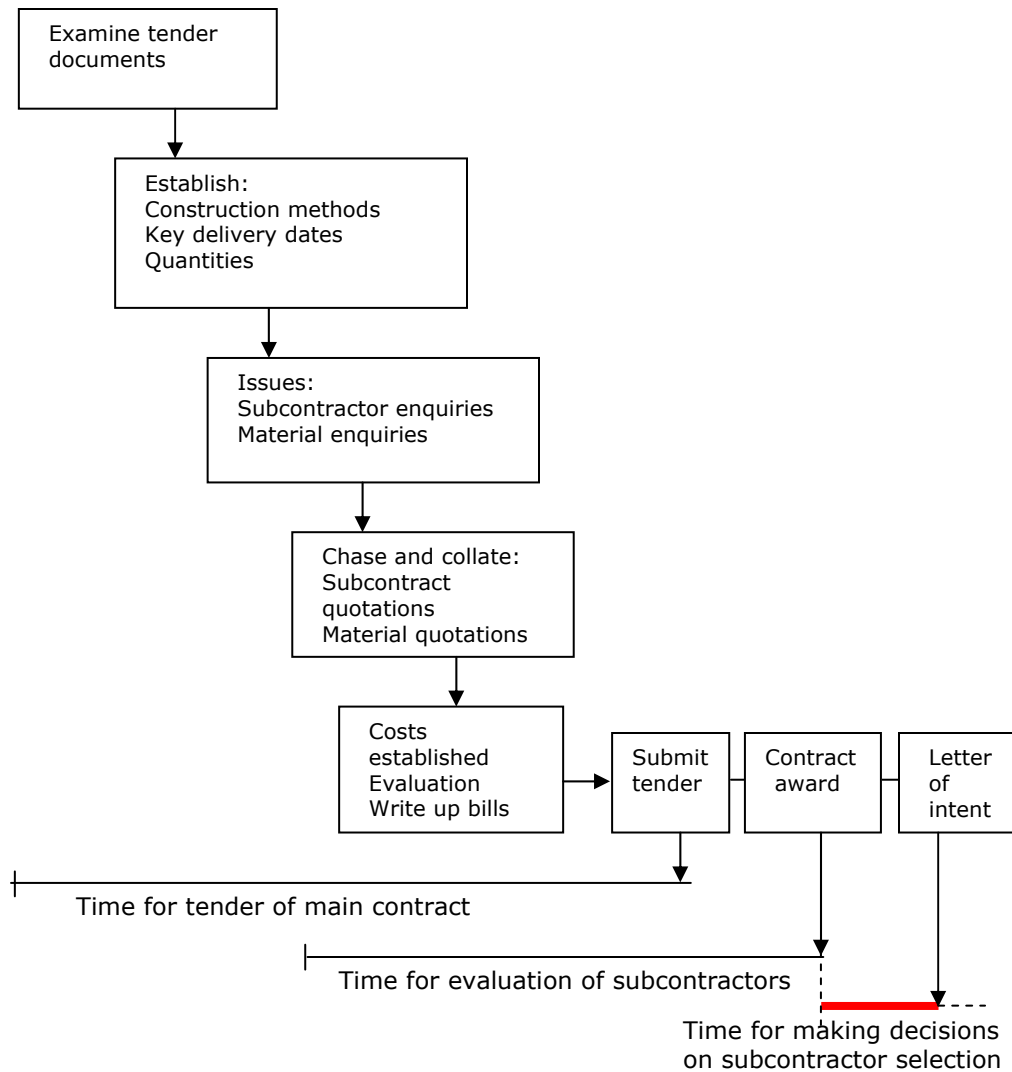 Examine tender
documents
Establish:
Construction methods
Key delivery dates
Quantities
Issues:
Subcontractor enquiries
Material enquiries
Chase and collate:
Subcontract
quotations
Material quotations
Costs
established
Evaluation
Write up bills
Submit
tender
Contract
award
Letter
of
intent
Time for tender of main contract
Time for evaluation of subcontractors
Time for making decisions
on subcontractor selection